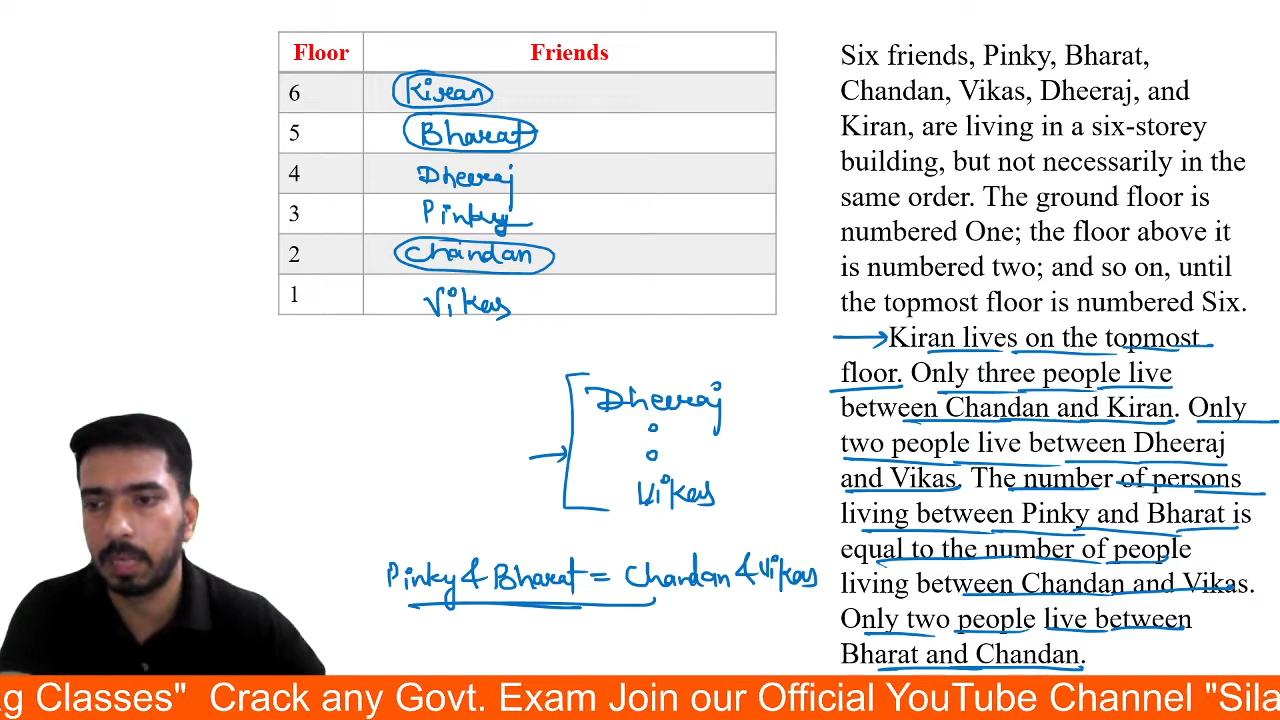 Floor Friends
6 Kiran
5 Bharat
4 Dheeraj
3 Pinky
2 Chandan
1 Vikas
Dheeraj
Vikas
Pinky & Bharat = Chandan & Vikas
Six friends, Pinky, Bharat,
Chandan, Vikas, Dheeraj, and
Kiran, are living in a six-storey
building, but not necessarily in the
same order. The ground floor is
numbered One; the floor above it
is numbered two; and so on, until
the topmost floor is numbered Six.
Kiran lives on the topmost
floor. Only three people live
between Chandan and Kiran. Only
two people live between Dheeraj
and Vikas. The number of persons
living between Pinky and Bharat is
equal to the number of people
living between Chandan and Vikas.
Only two people live between
Bharat and Chandan.
g Classes" Crack any Govt. Exam Join our Official YouTube Channel "Sila